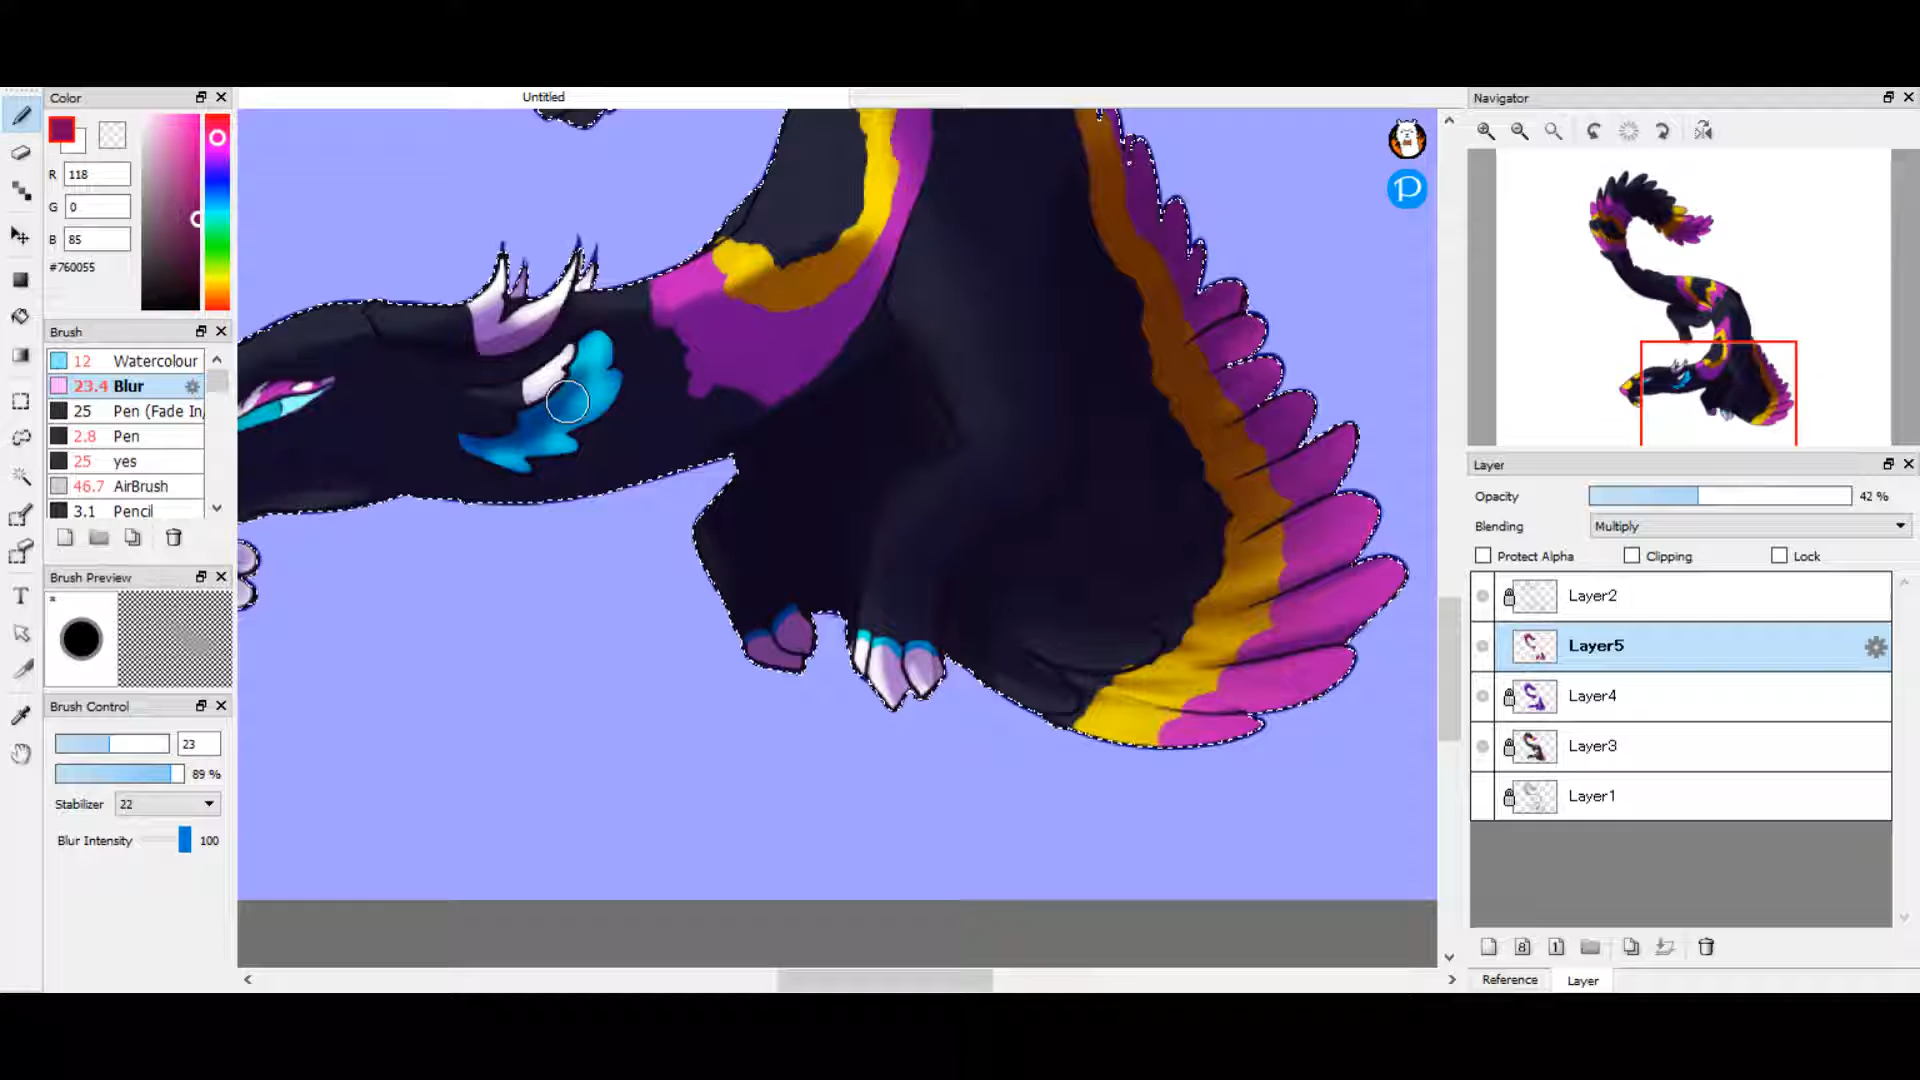 Color
Untitled
Navigator
R 118
G 0
B 85
#760055
Brush
12 Watercolour
23.4 Blur
25 Pen (Fade In,
2.8 Pen
25 yes
46.7 AirBrush
3.1 Pencil
Brush Preview
Brush Control
23
89 %
Stabilizer 22
Blur Intensity 100
Layer
Opacity 42 %
Blending Multiply
Protect Alpha Clipping Lock
Layer2
Layer5
Layer4
Layer3
Layer1
8 1
Reference Layer
T
P